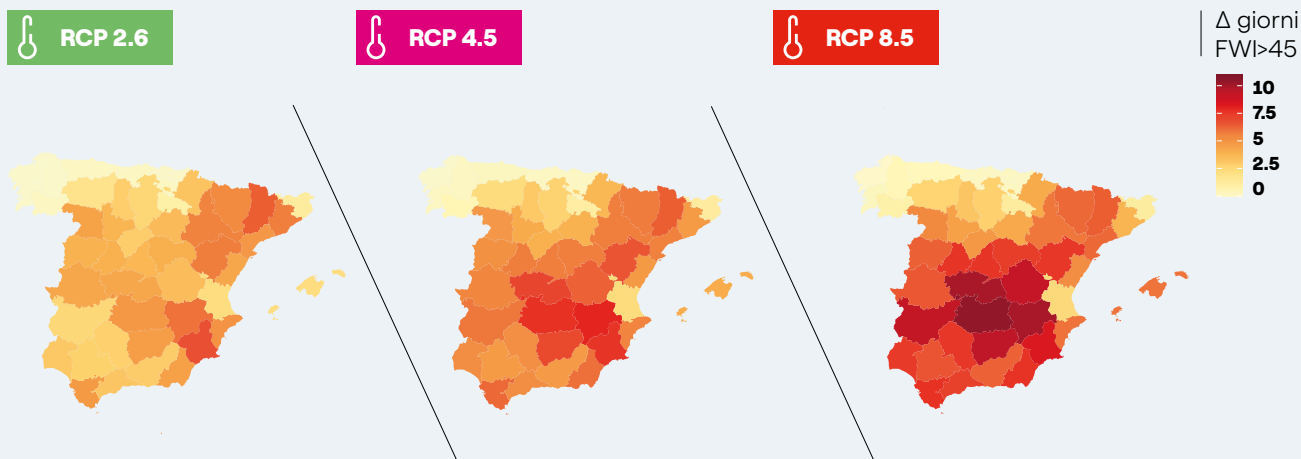 RCP 2.6
RCP 4.5
RCP 8.5
Δ giorni
FWI>45
10
7.5
5
2.5
0